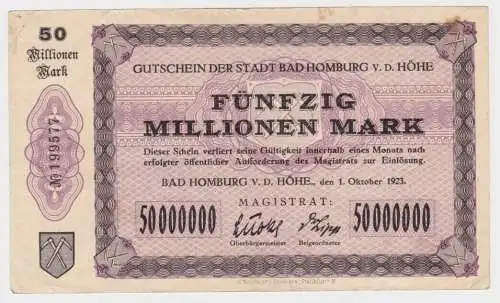 50
Millionen
Mark
№199577
GUTSCHEIN DER STADT BAD HOMBURG V. D. HÖHE
FÜNFZIG
MILLIONEN MARK
Dieser Schein verliert seine Gültigkeit innerhalb eines Monats nach
erfolgter öffentlicher Aufforderung des Magistrats zur Einlösung.
BAD HOMBURG V. D. HÖHE, den 1. Oktober 1923.
MAGISTRAT:
50000000
50000000
Oberbürgermeister
Beigeordneter